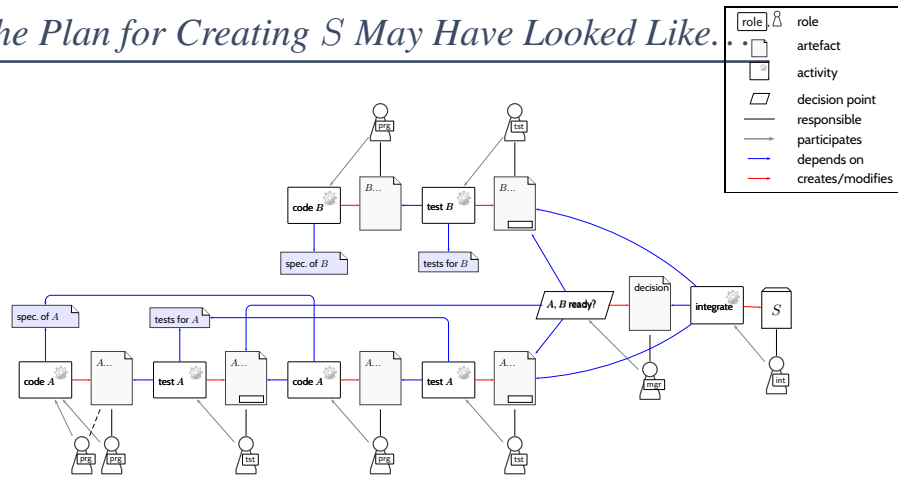 he Plan for Creating S May Have Looked Like...
role , role
artefact
activity
decision point
responsible
participates
depends on
creates/modifies
prg
tst
code B
B...
test B
B...
spec. of B
tests for B
A, B ready?
decision
integrate
S
spec. of A
tests for A
code A
A...
test A
A...
code A
A...
test A
A...
mgr
int
prg
prg
tst
prg
tst